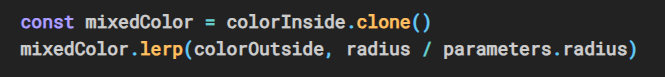 const mixedColor = colorInside.clone()
mixedColor.lerp(colorOutside, radius / parameters.radius)